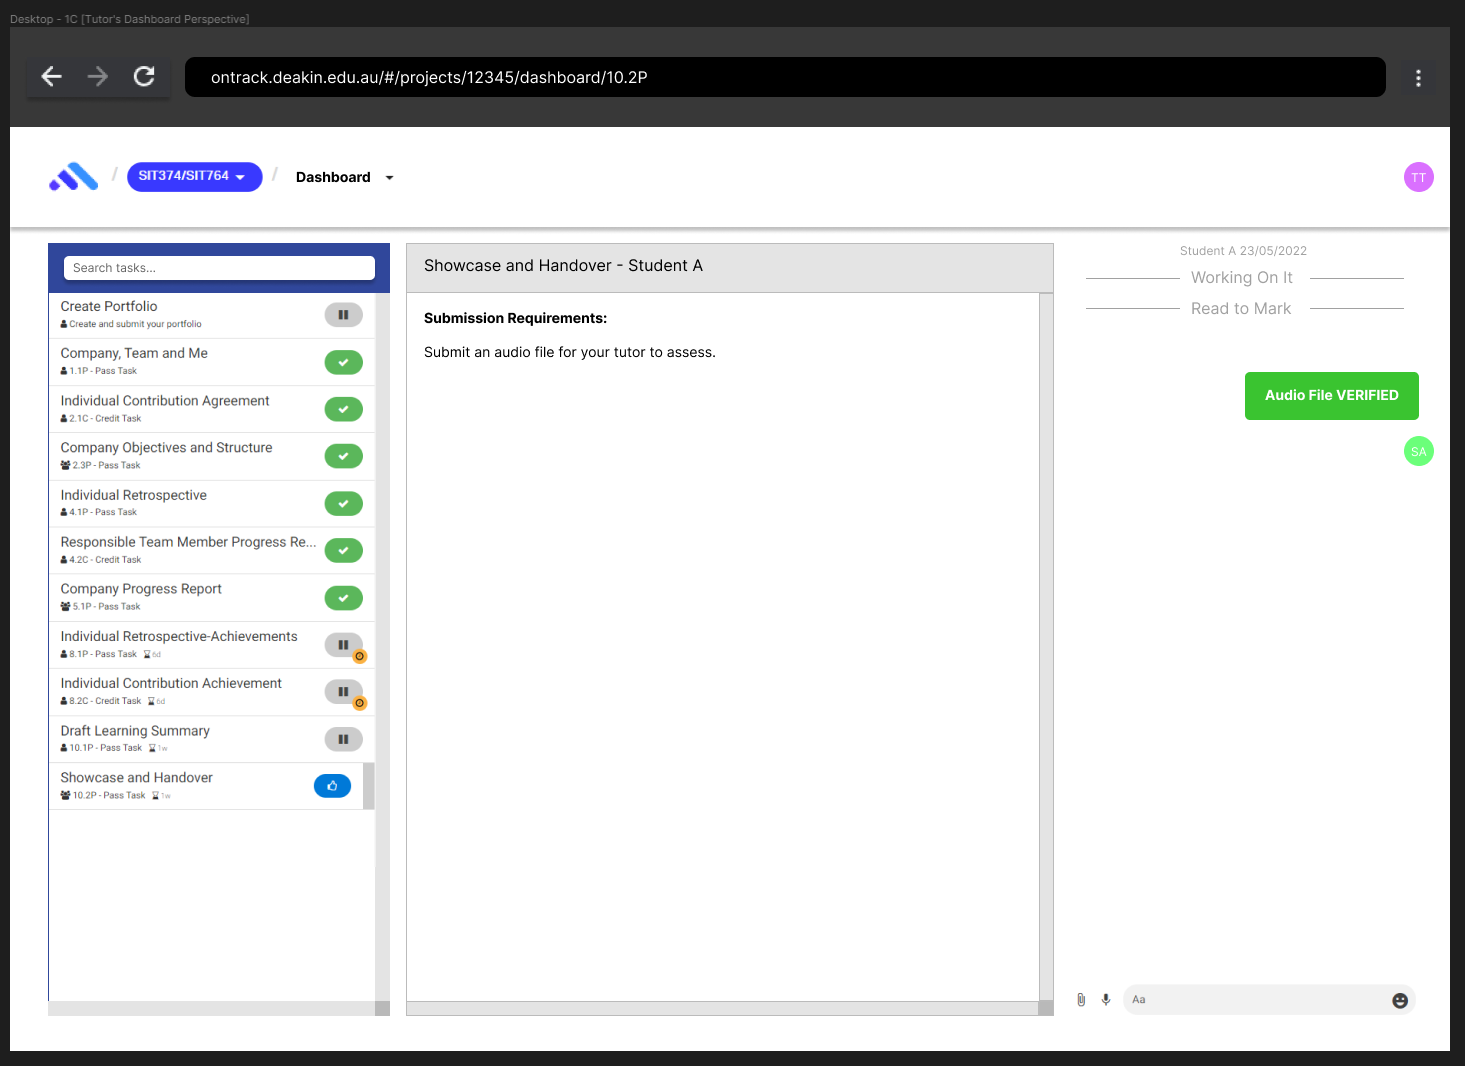 Desktop - 1C [Tutor's Dashboard Perspective]
ontrack.deakin.edu.au/#/projects/12345/dashboard/10.2P
/ SIT374/SIT764 / Dashboard
TT
Search tasks...
Create Portfolio
Create and submit your portfolio
Company, Team and Me
1.1P - Pass Task
Individual Contribution Agreement
2.1C - Credit Task
Company Objectives and Structure
2.3P - Pass Task
Individual Retrospective
4.1P - Pass Task
Responsible Team Member Progress Re...
4.2C - Credit Task
Company Progress Report
5.1P - Pass Task
Individual Retrospective-Achievements
8.1P - Pass Task 6d
Individual Contribution Achievement
8.2C - Credit Task 6d
Draft Learning Summary
10.1P - Pass Task 1w
Showcase and Handover
10.2P - Pass Task 1w
Showcase and Handover - Student A
Submission Requirements:
Submit an audio file for your tutor to assess.
Student A 23/05/2022
Working On It
Read to Mark
Audio File VERIFIED
SA
Aa